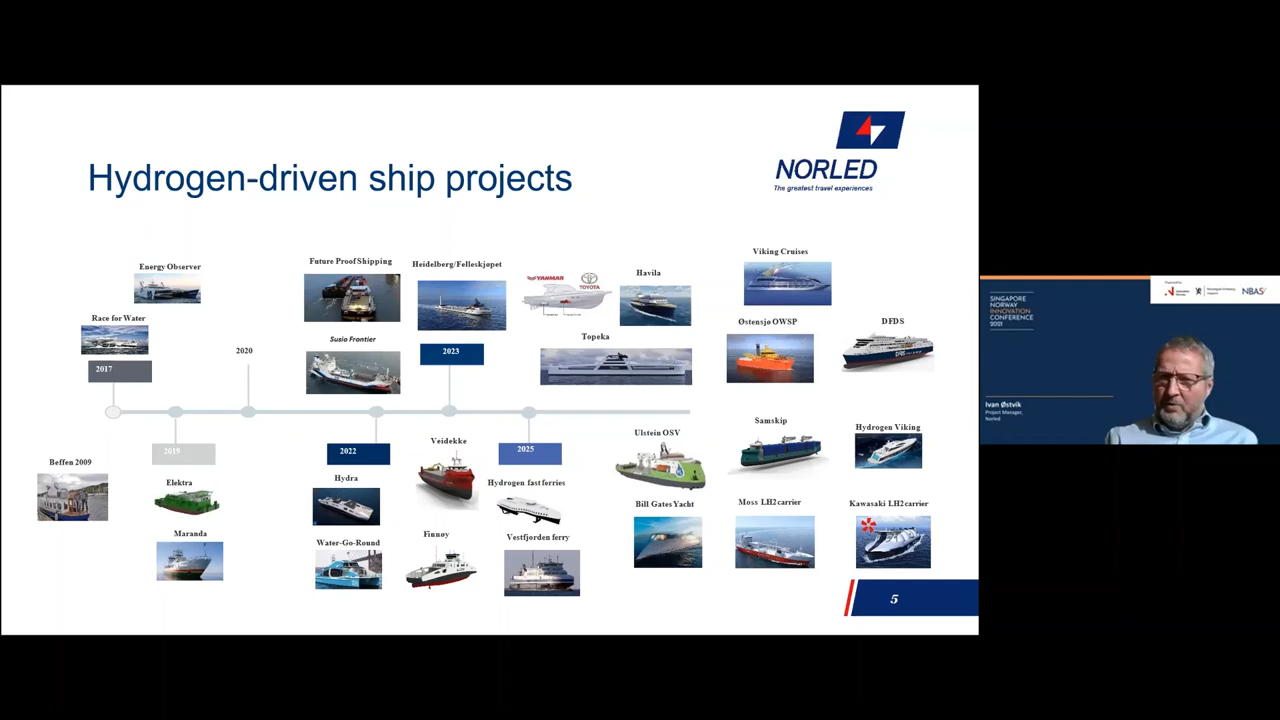 Hydrogen-driven ship projects
NORLED
The greatest travel experiences
Energy Observer
Race for Water
2017
2020
Future Proof Shipping
Heidelberg/Felleskjøpet
Susio Frontier
2023
YANMAR
TOYOTA
Havila
Topeka
Viking Cruises
Østensjø OWSP
DFDS
DFDS
Beffen 2009
2019
Elektra
Maranda
2022
Hydra
Water-Go-Round
Veidekke
Finnøy
2025
Hydrogen fast ferries
Vestfjorden ferry
Ulstein OSV
Bill Gates Yacht
Samskip
Moss LH2 carrier
Hydrogen Viking
Kawasaki LH2 carrier
5
SINGAPORE
NORWAY
INNOVATION
CONFERENCE
2021
NBAS
Ivan Østvik
Project Manager,
Norled